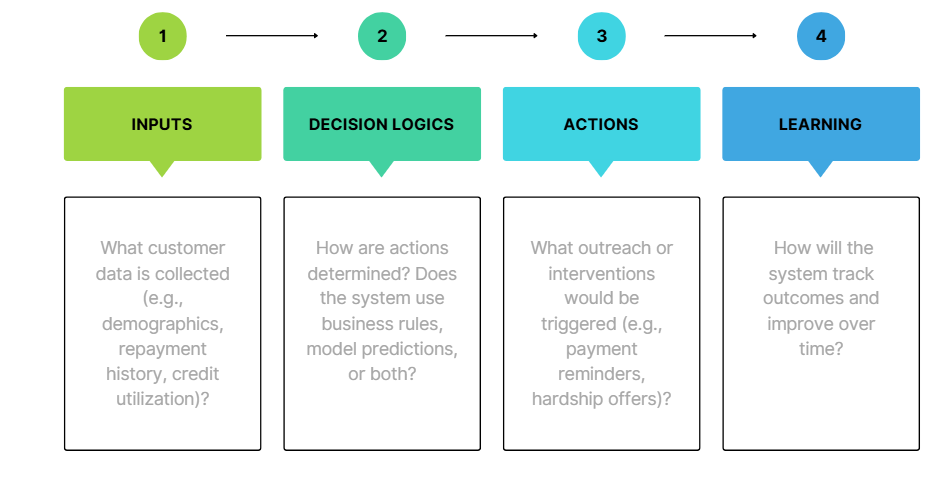 1
2
3
4
INPUTS
DECISION LOGICS
ACTIONS
LEARNING
What customer
data is collected
(e.g.,
demographics,
repayment
history, credit
utilization)?
How are actions
determined? Does
the system use
business rules,
model predictions,
or both?
What outreach or
interventions
would be
triggered (e.g.,
payment
reminders,
hardship offers)?
How will the
system track
outcomes and
improve over
time?